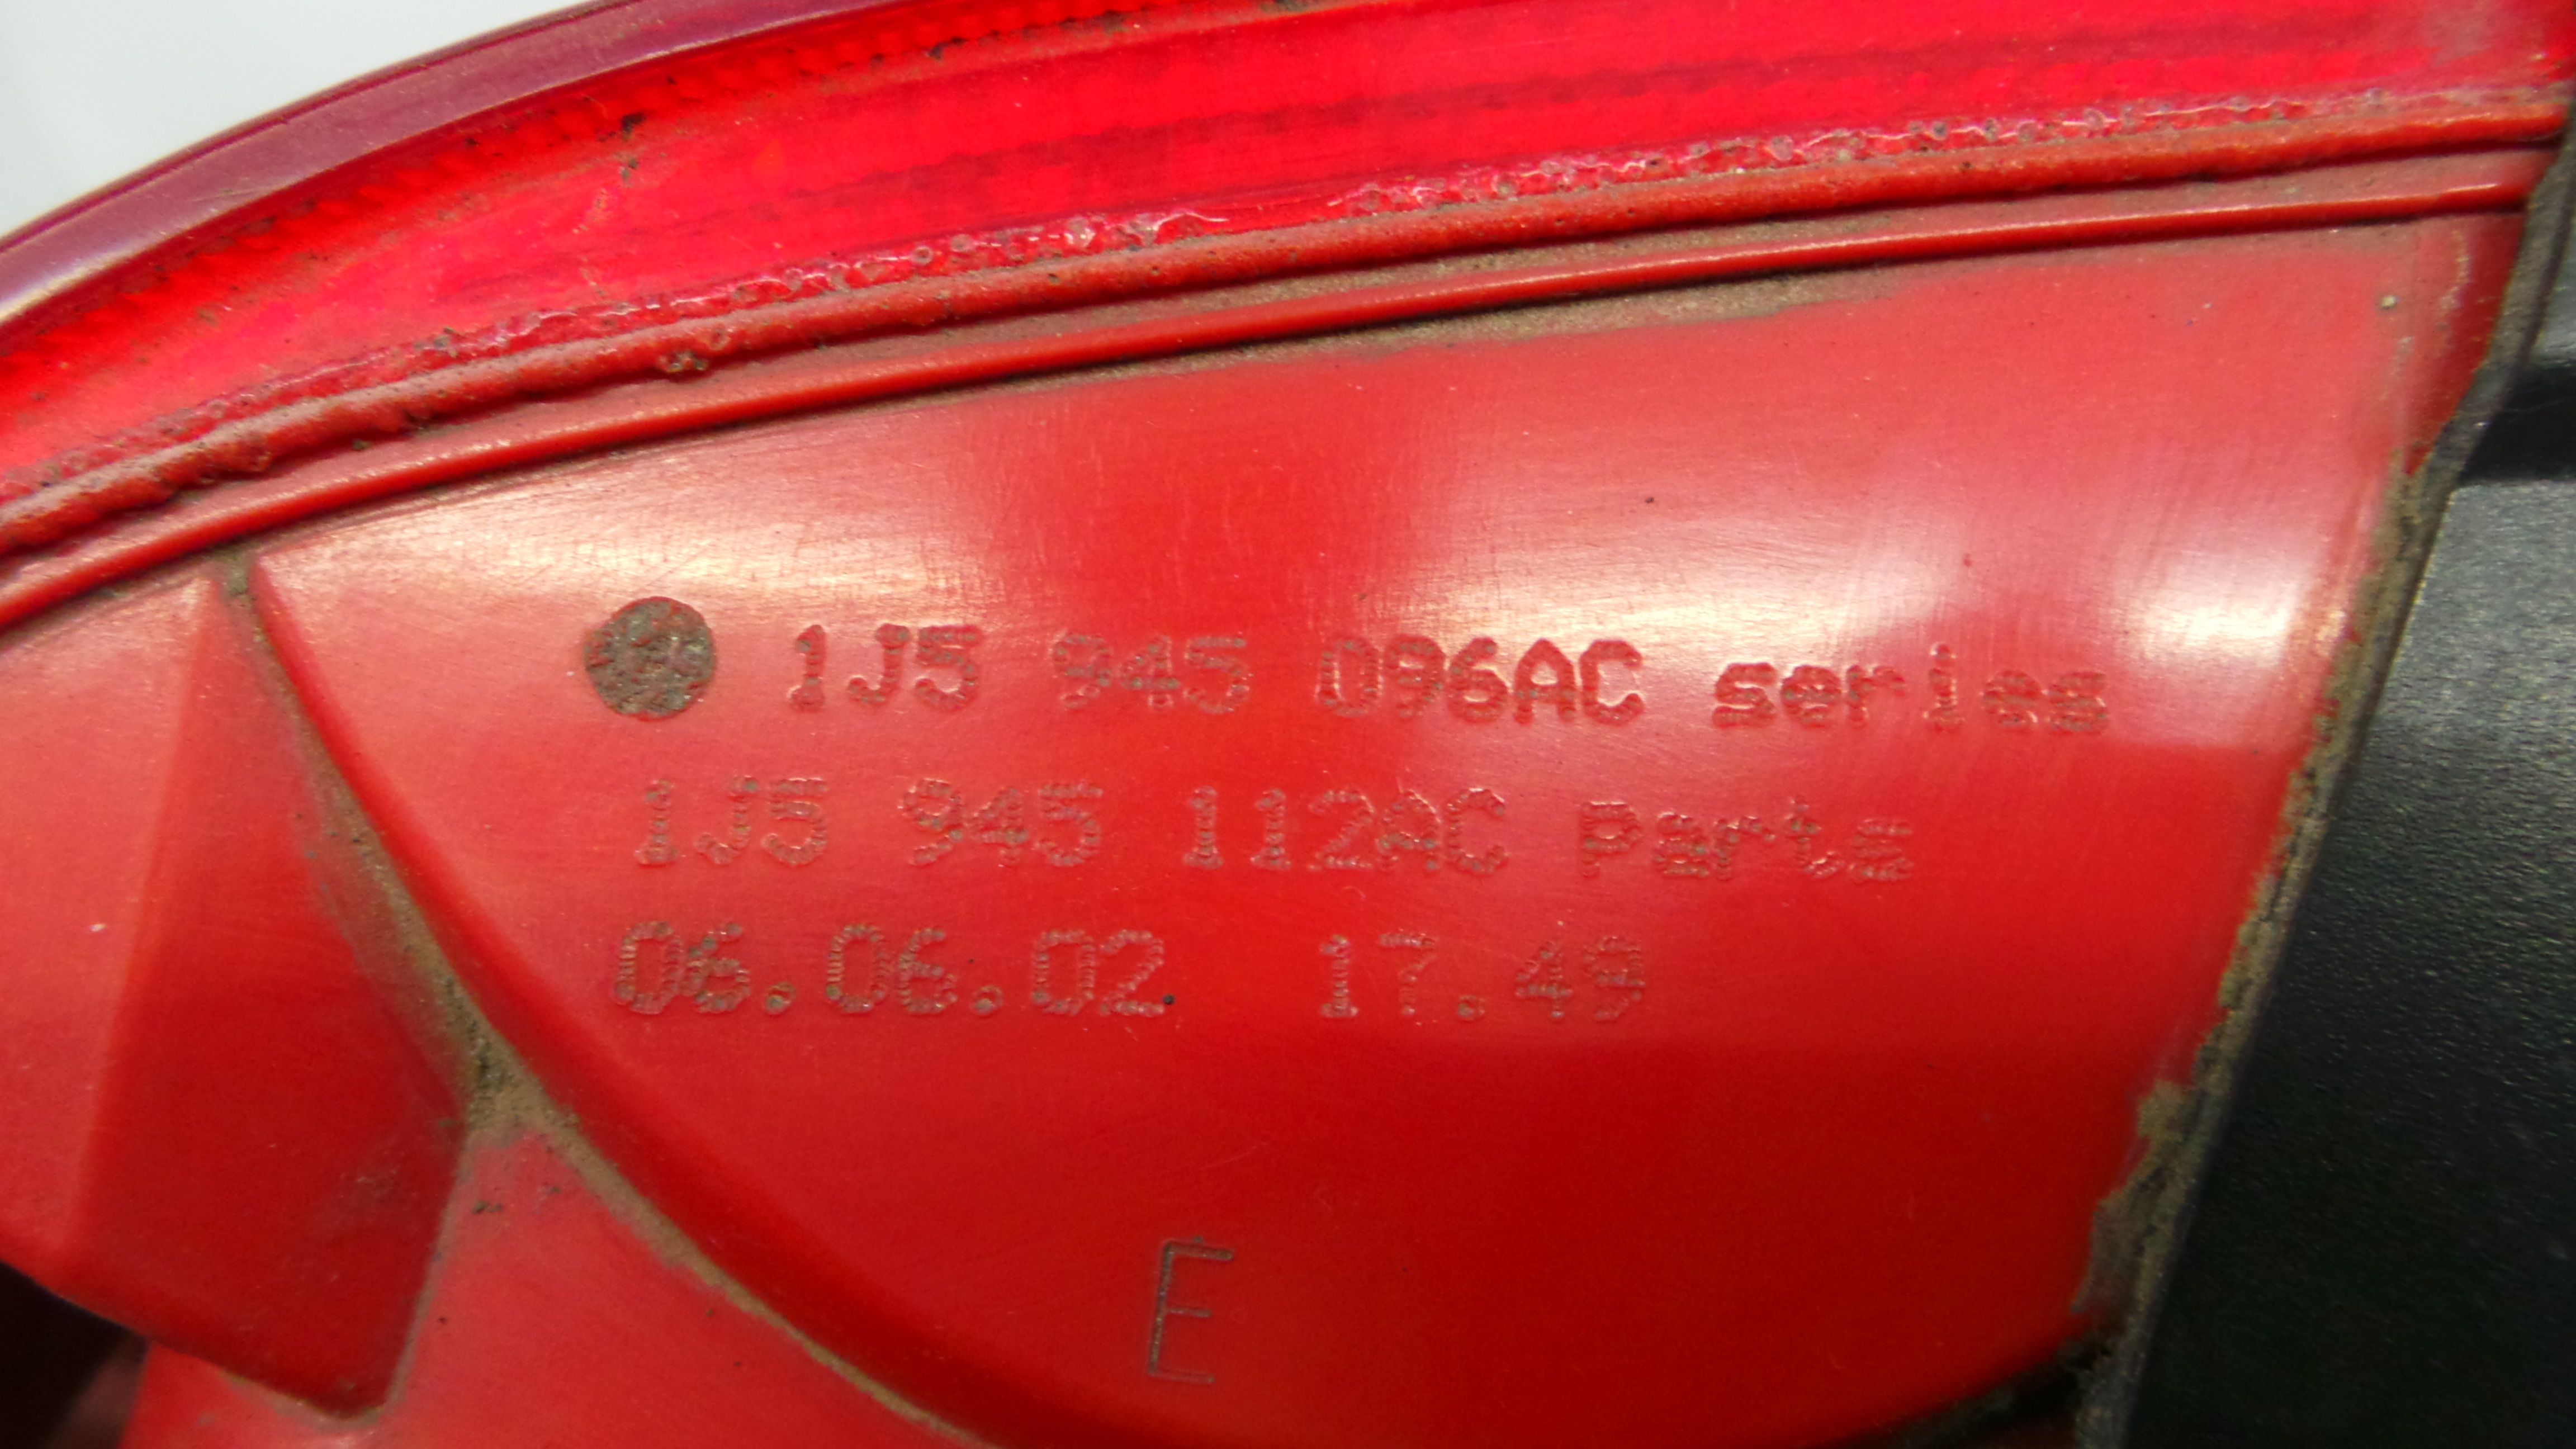 1J5 945 096AC series
1J5 945 112AC Parts
06.06.02 17.49
E